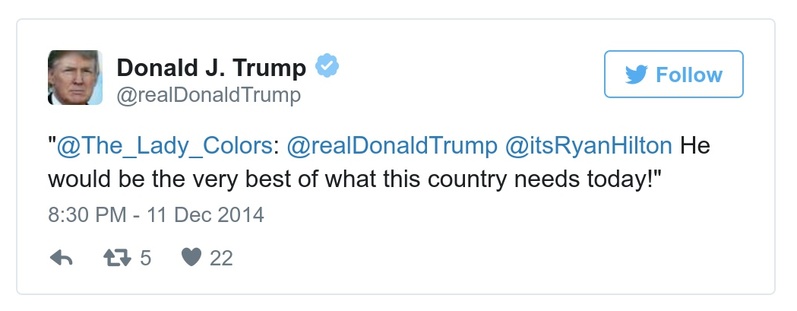 Donald J. Trump
Follow
@realDonaldTrump
"@The_Lady_Colors: @realDonaldTrump @itsRyanHilton He
would be the very best of what this country needs today!"
8:30 PM - 11 Dec 2014
5 22